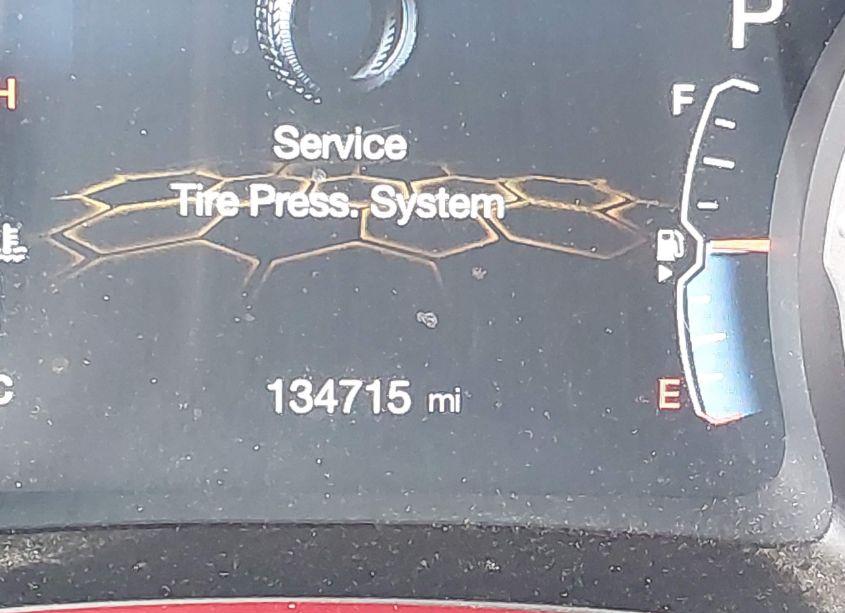 P
H
F
Service
Tire Press. System
E
C
134715 mi